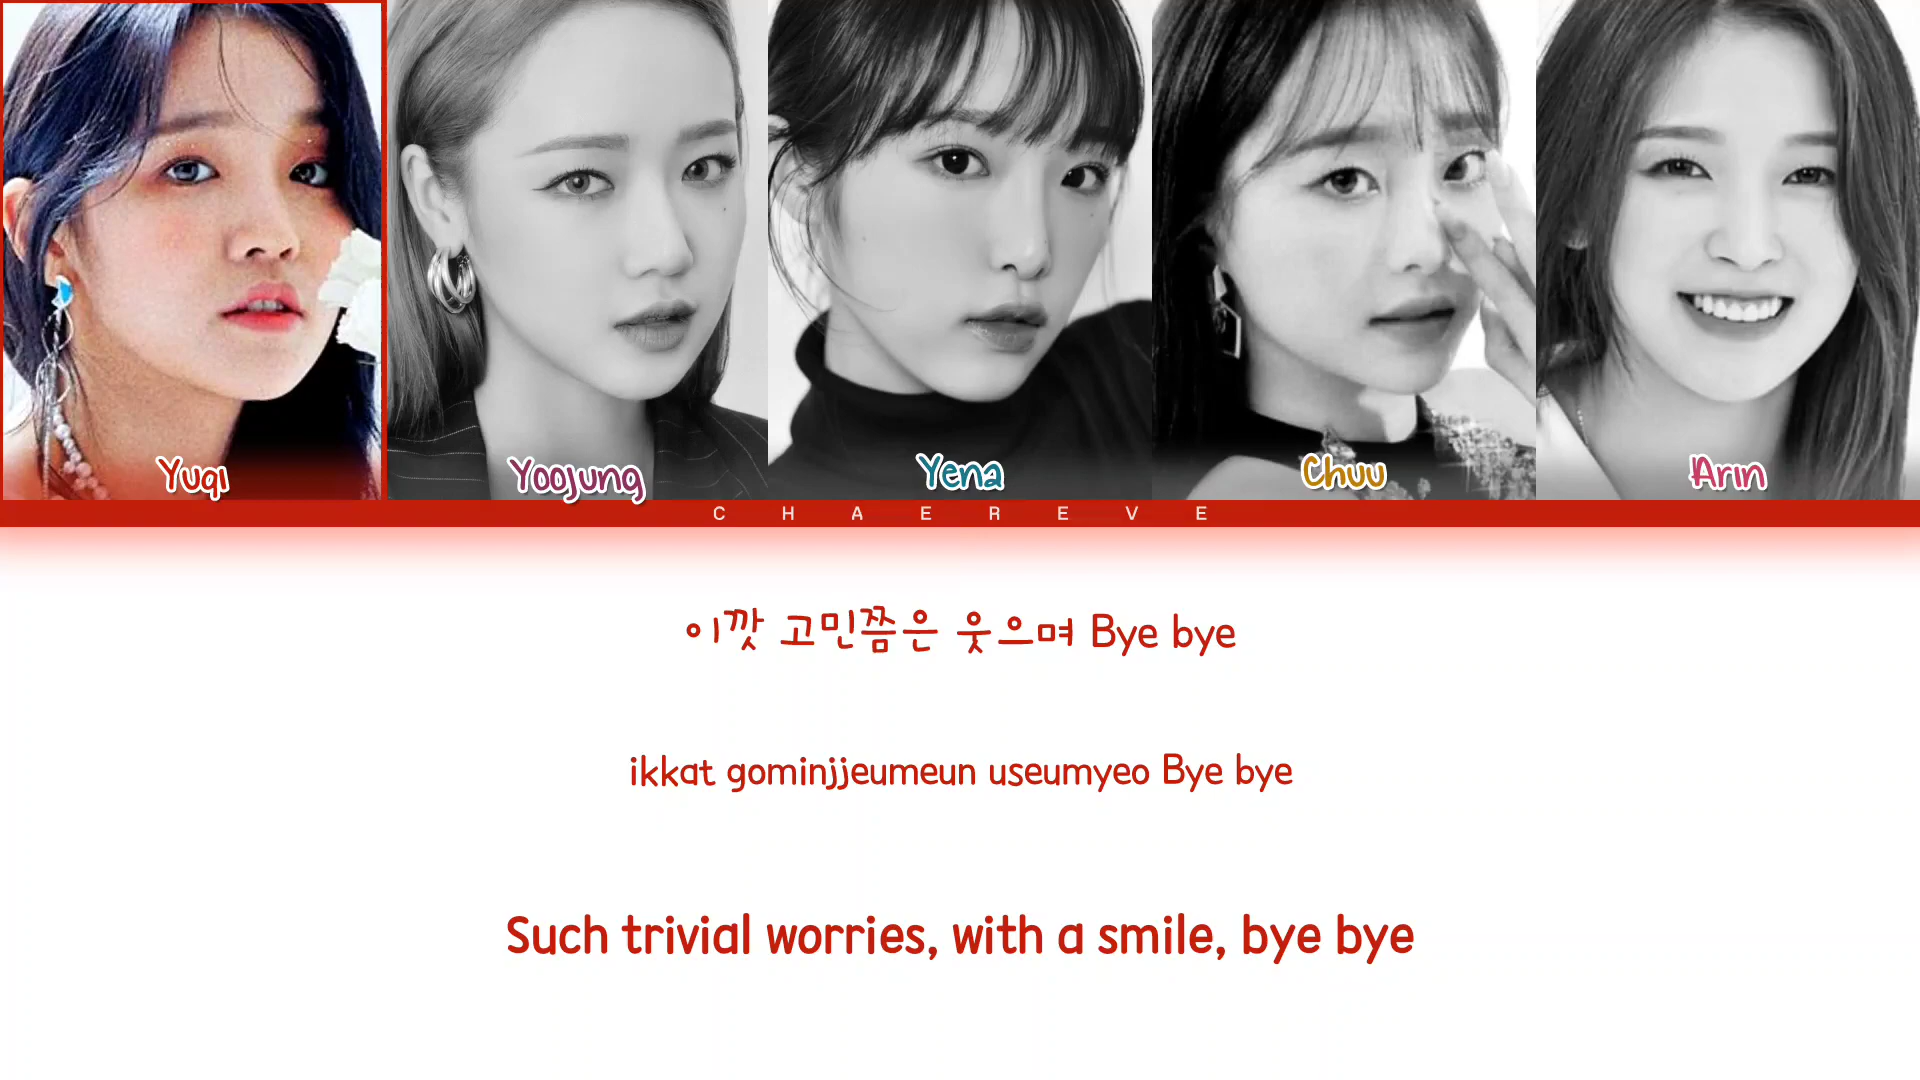 Yuqi
Yoojung
Yena
Chuu
Arin
CHAEREVE
이깟 고민쯤은 웃으며 Bye bye
ikkat gominjjeumeun useumyeo Bye bye
Such trivial worries, with a smile, bye bye